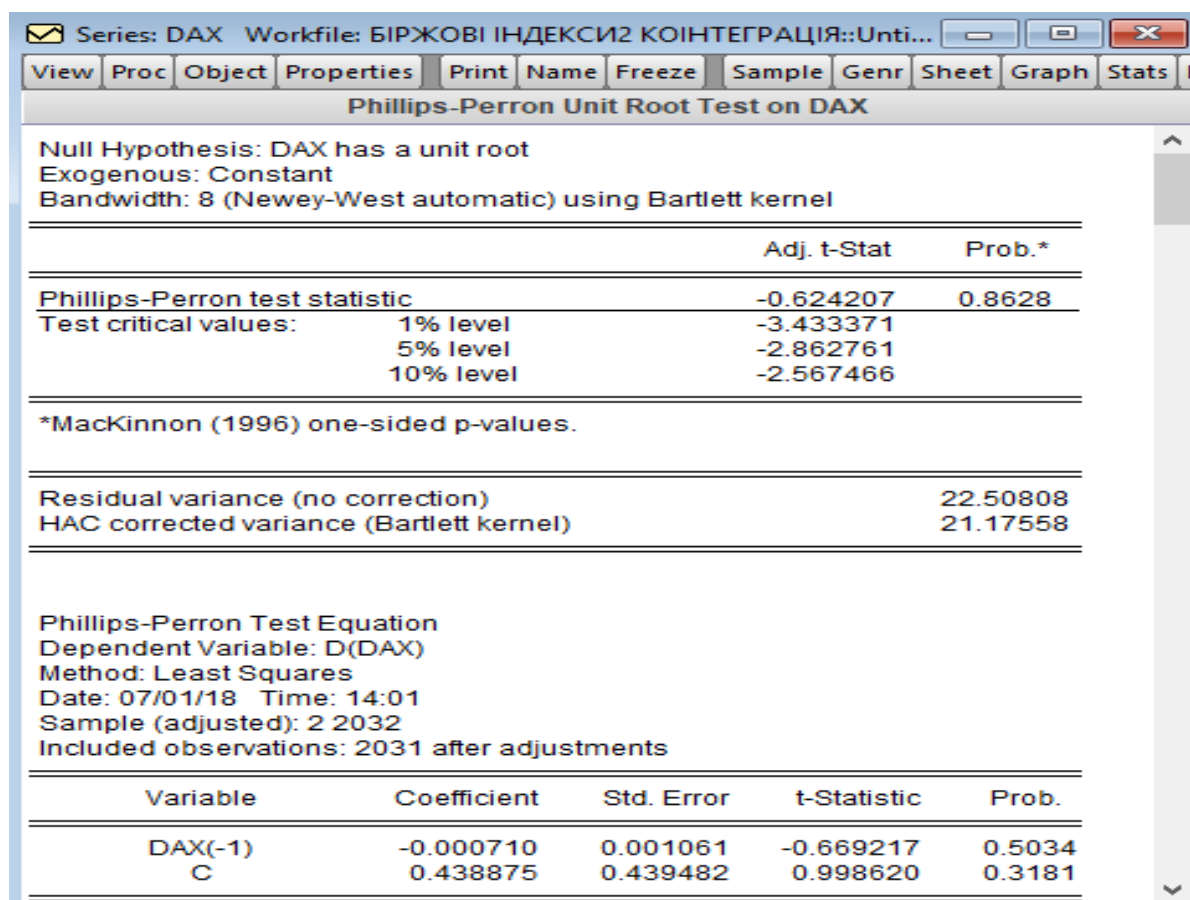 Series: DAX Workfile: БІРЖОВІ ІНДЕКСИ2 КОІНТЕГРАЦІЯ::Unti...
View Proc Object Properties Print Name Freeze Sample Genr Sheet Graph Stats
Phillips-Perron Unit Root Test on DAX
Null Hypothesis: DAX has a unit root
Exogenous: Constant
Bandwidth: 8 (Newey-West automatic) using Bartlett kernel
Adj. t-Stat Prob.*
Phillips-Perron test statistic -0.624207 0.8628
Test critical values: 1% level -3.433371
5% level -2.862761
10% level -2.567466
*MacKinnon (1996) one-sided p-values.
Residual variance (no correction) 22.50808
HAC corrected variance (Bartlett kernel) 21.17558
Phillips-Perron Test Equation
Dependent Variable: D(DAX)
Method: Least Squares
Date: 07/01/18 Time: 14:01
Sample (adjusted): 2 2032
Included observations: 2031 after adjustments
Variable Coefficient Std. Error t-Statistic Prob.
DAX(-1) -0.000710 0.001061 -0.669217 0.5034
C 0.438875 0.439482 0.998620 0.3181